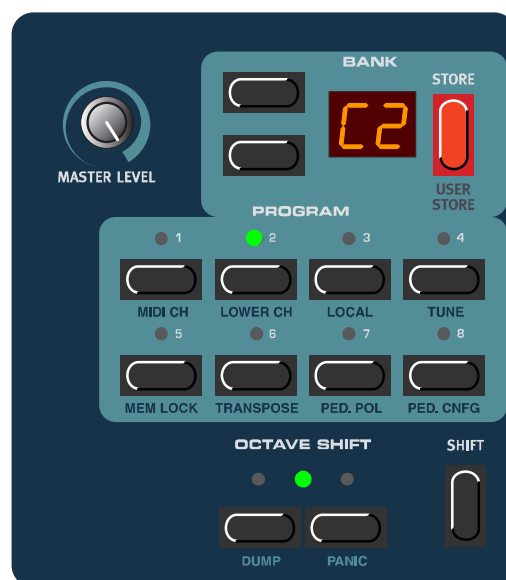 BANK
STORE
C2
MASTER LEVEL
USER
STORE
PROGRAM
1 2 3 4
MIDI CH LOWER CH LOCAL TUNE
5 6 7 8
MEM LOCK TRANSPOSE PED. POL PED. CNFG
OCTAVE SHIFT
SHIFT
DUMP PANIC